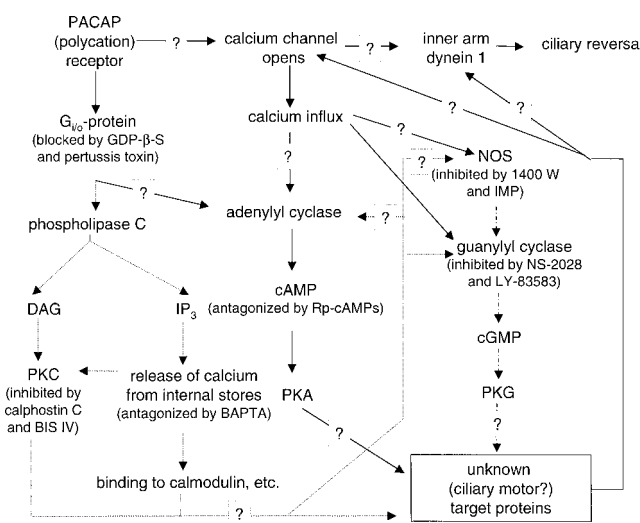 PACAP
(polycation)
receptor
?
calcium channel
opens
?
inner arm
dynein 1
ciliary reversa
Gi/o-protein
(blocked by GDP-β-S
and pertussis toxin)
calcium influx
?
?
?
?
?
NOS
(inhibited by 1400 W
and IMP)
?
phospholipase C
adenylyl cyclase
?
guanylyl cyclase
(inhibited by NS-2028
and LY-83583)
DAG
IP3
cAMP
(antagonized by Rp-cAMPs)
cGMP
PKC
(inhibited by
calphostin C
and BIS IV)
release of calcium
from internal stores
(antagonized by BAPTA)
PKA
PKG
?
?
binding to calmodulin, etc.
?
unknown
(ciliary motor?)
target proteins